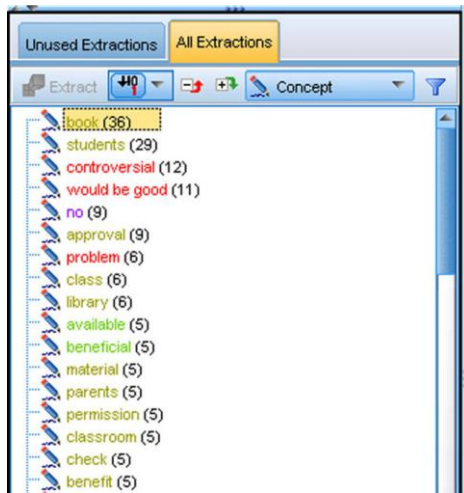 Unused Extractions All Extractions
Extract Concept
book (36)
students (29)
controversial (12)
would be good (11)
no (9)
approval (9)
problem (6)
class (6)
library (6)
available (5)
beneficial (5)
material (5)
parents (5)
permission (5)
classroom (5)
check (5)
benefit (5)